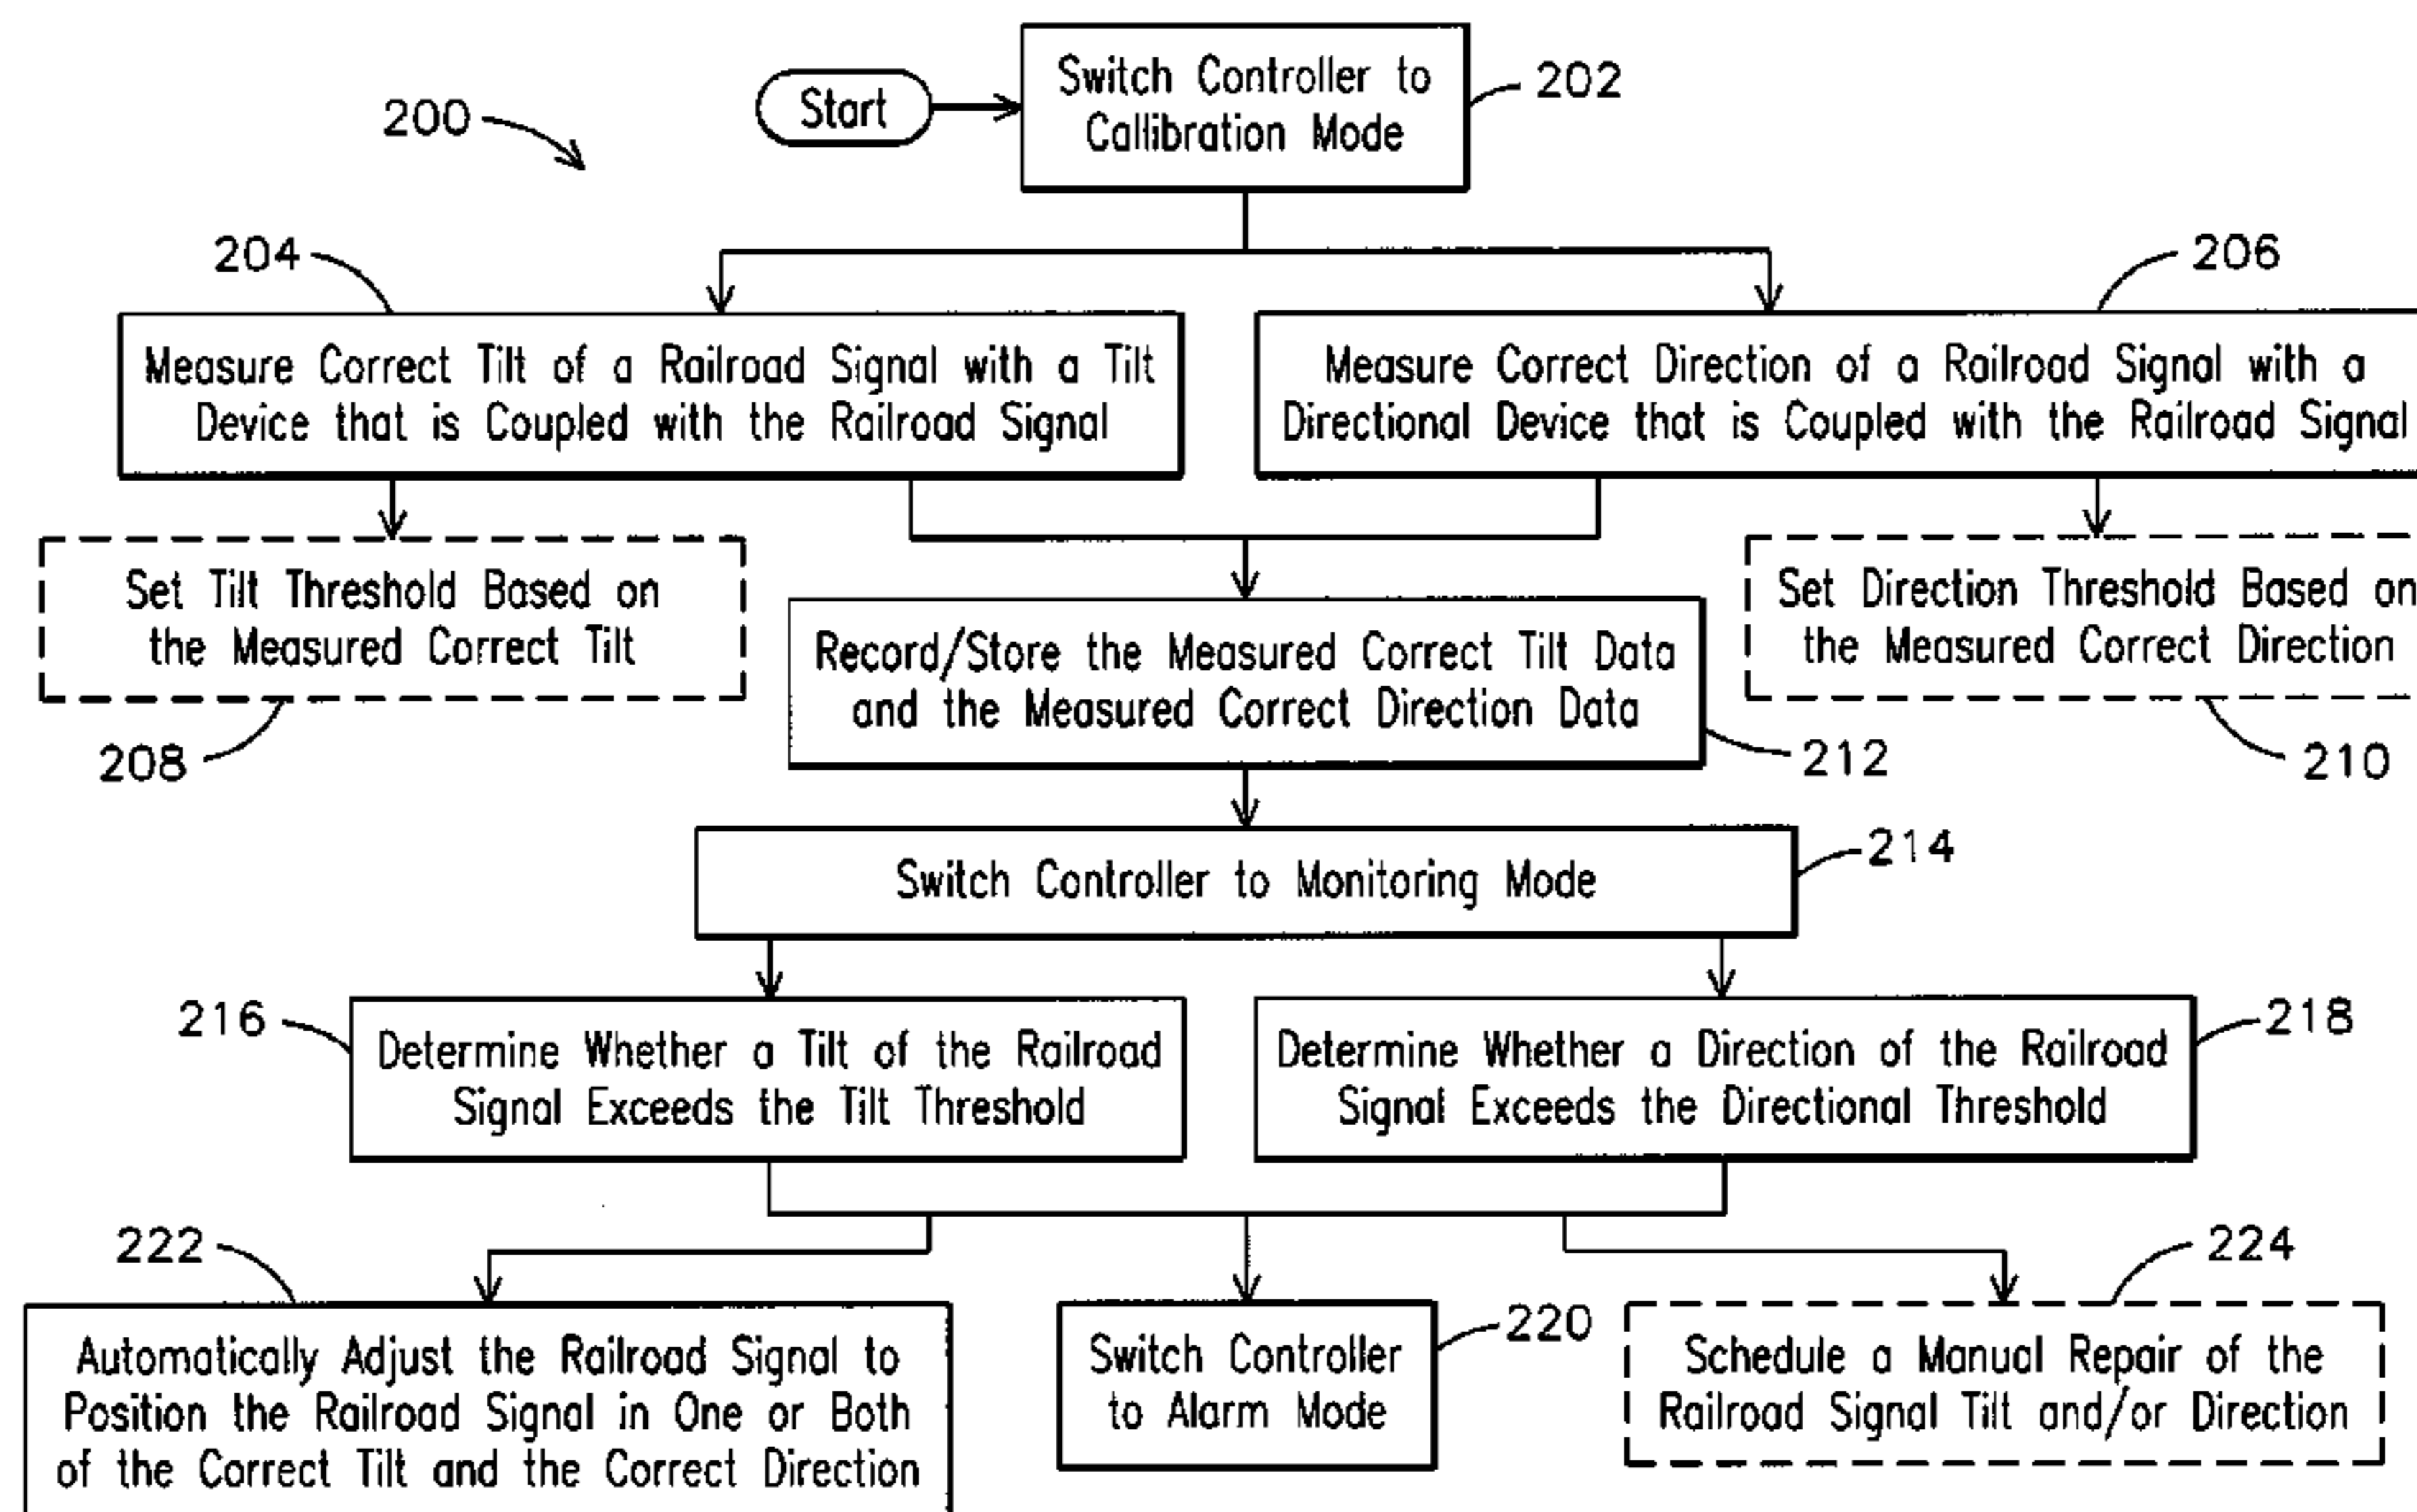 200
Start
Switch Controller to
Callibration Mode
202
204
Measure Correct Tilt of a Railroad Signal with a Tilt
Device that is Coupled with the Railroad Signal
206
Measure Correct Direction of a Railroad Signal with a
Directional Device that is Coupled with the Railroad Signal
Set Tilt Threshold Based on
the Measured Correct Tilt
208
Record/Store the Measured Correct Tilt Data
and the Measured Correct Direction Data
212
Set Direction Threshold Based on
the Measured Correct Direction
210
Switch Controller to Monitoring Mode
214
216
Determine Whether a Tilt of the Railroad
Signal Exceeds the Tilt Threshold
Determine Whether a Direction of the Railroad
Signal Exceeds the Directional Threshold
218
222
Automatically Adjust the Railroad Signal to
Position the Railroad Signal in One or Both
of the Correct Tilt and the Correct Direction
Switch Controller
to Alarm Mode
220
224
Schedule a Manual Repair of the
Railroad Signal Tilt and/or Direction